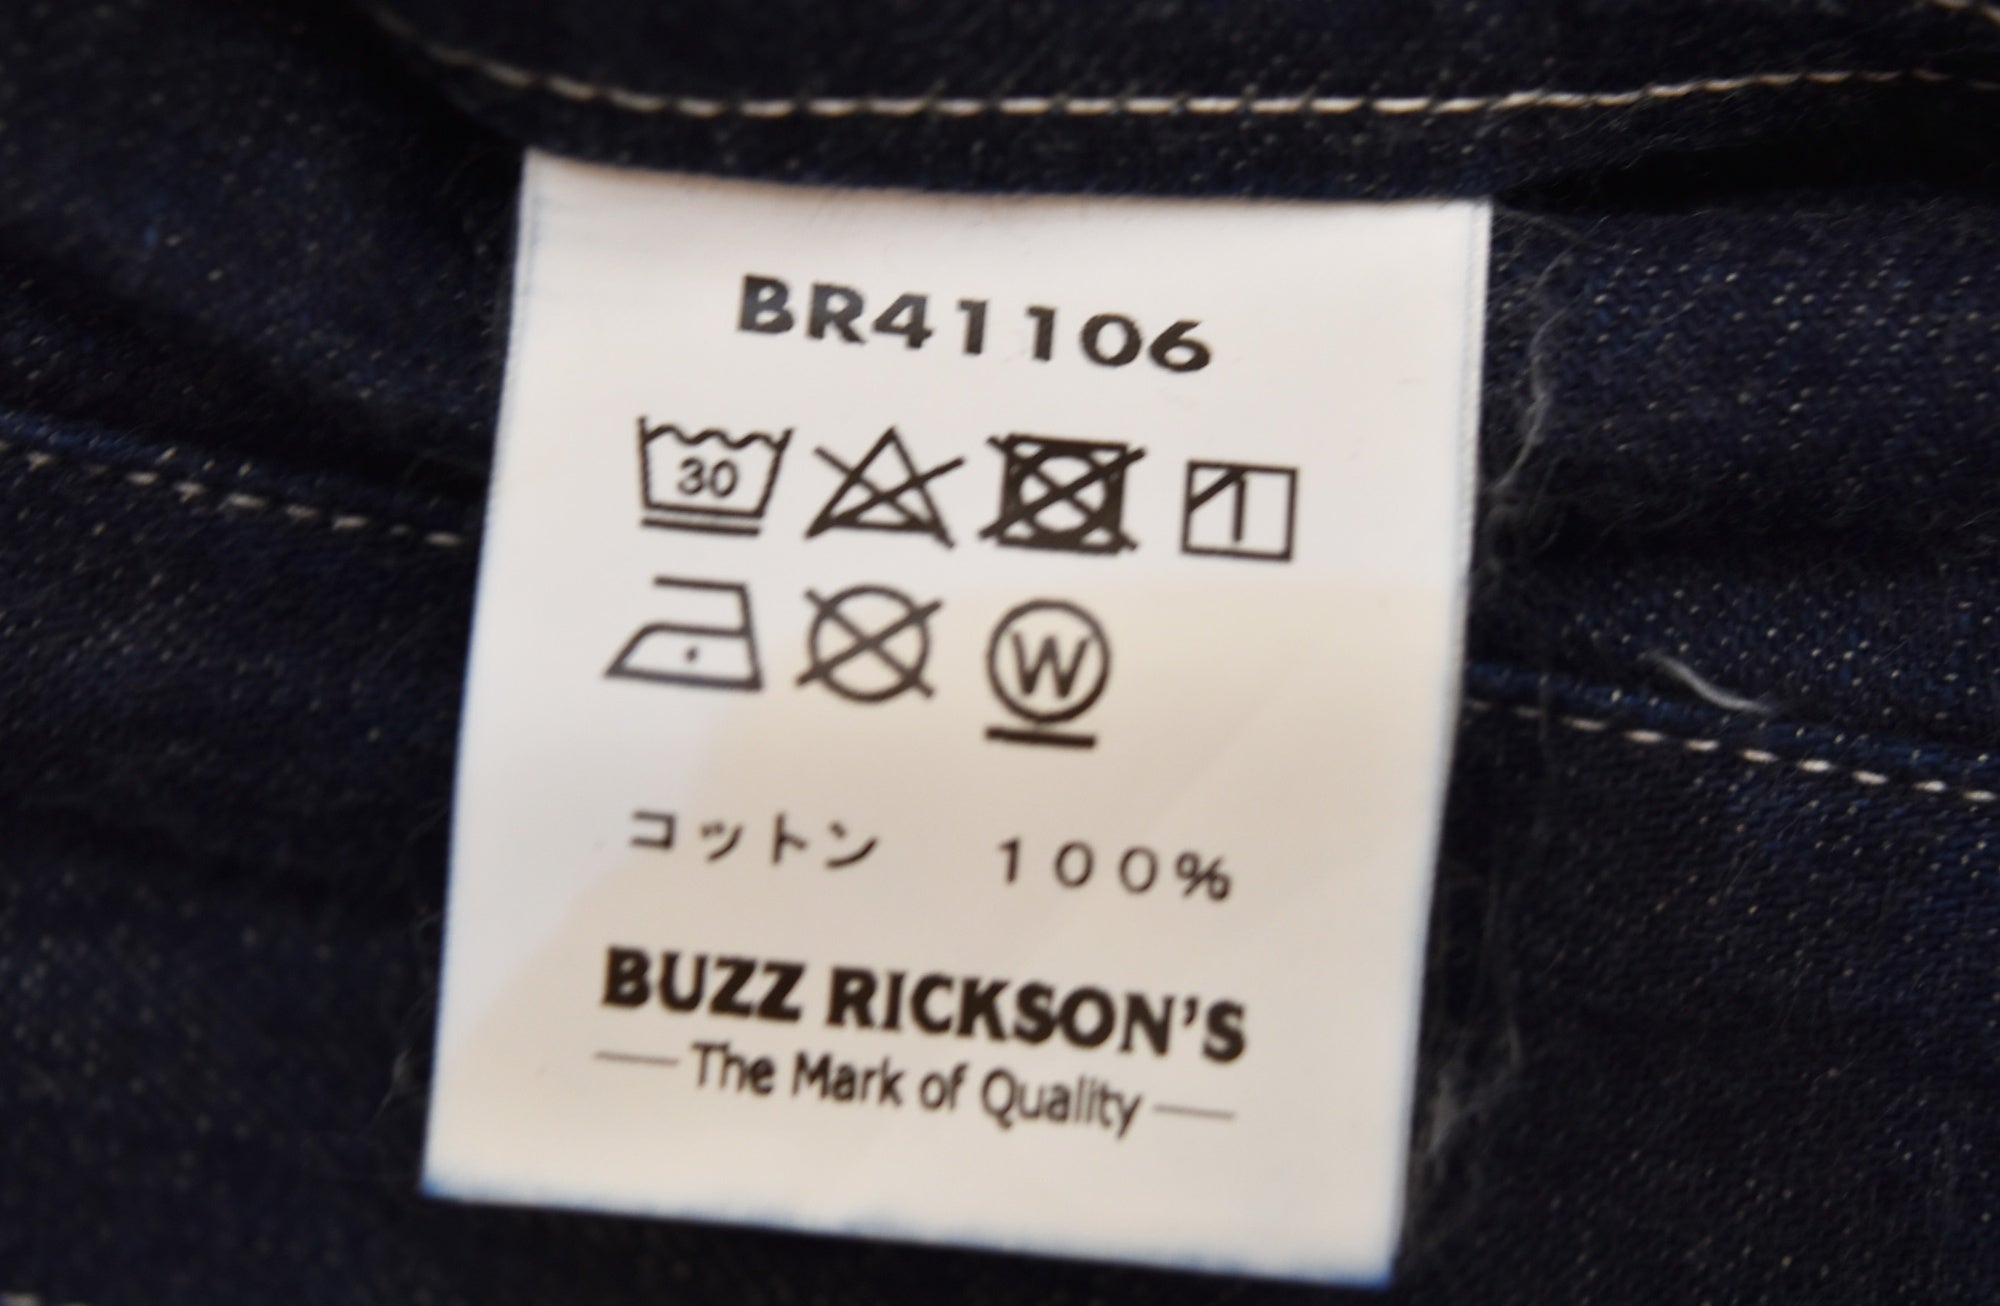 BR41106
30
W
コットン　１００％
BUZZ RICKSON'S
The Mark of Quality